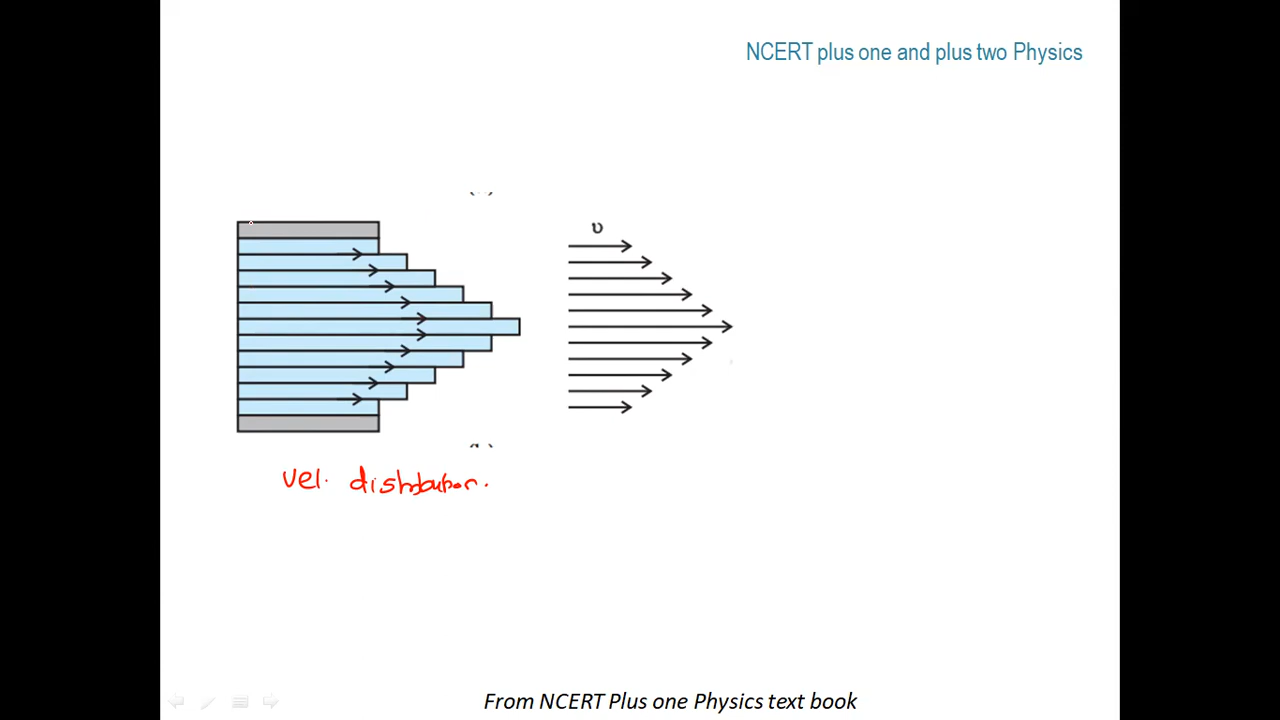 NCERT plus one and plus two Physics
υ
vel. distribution.
From NCERT Plus one Physics text book